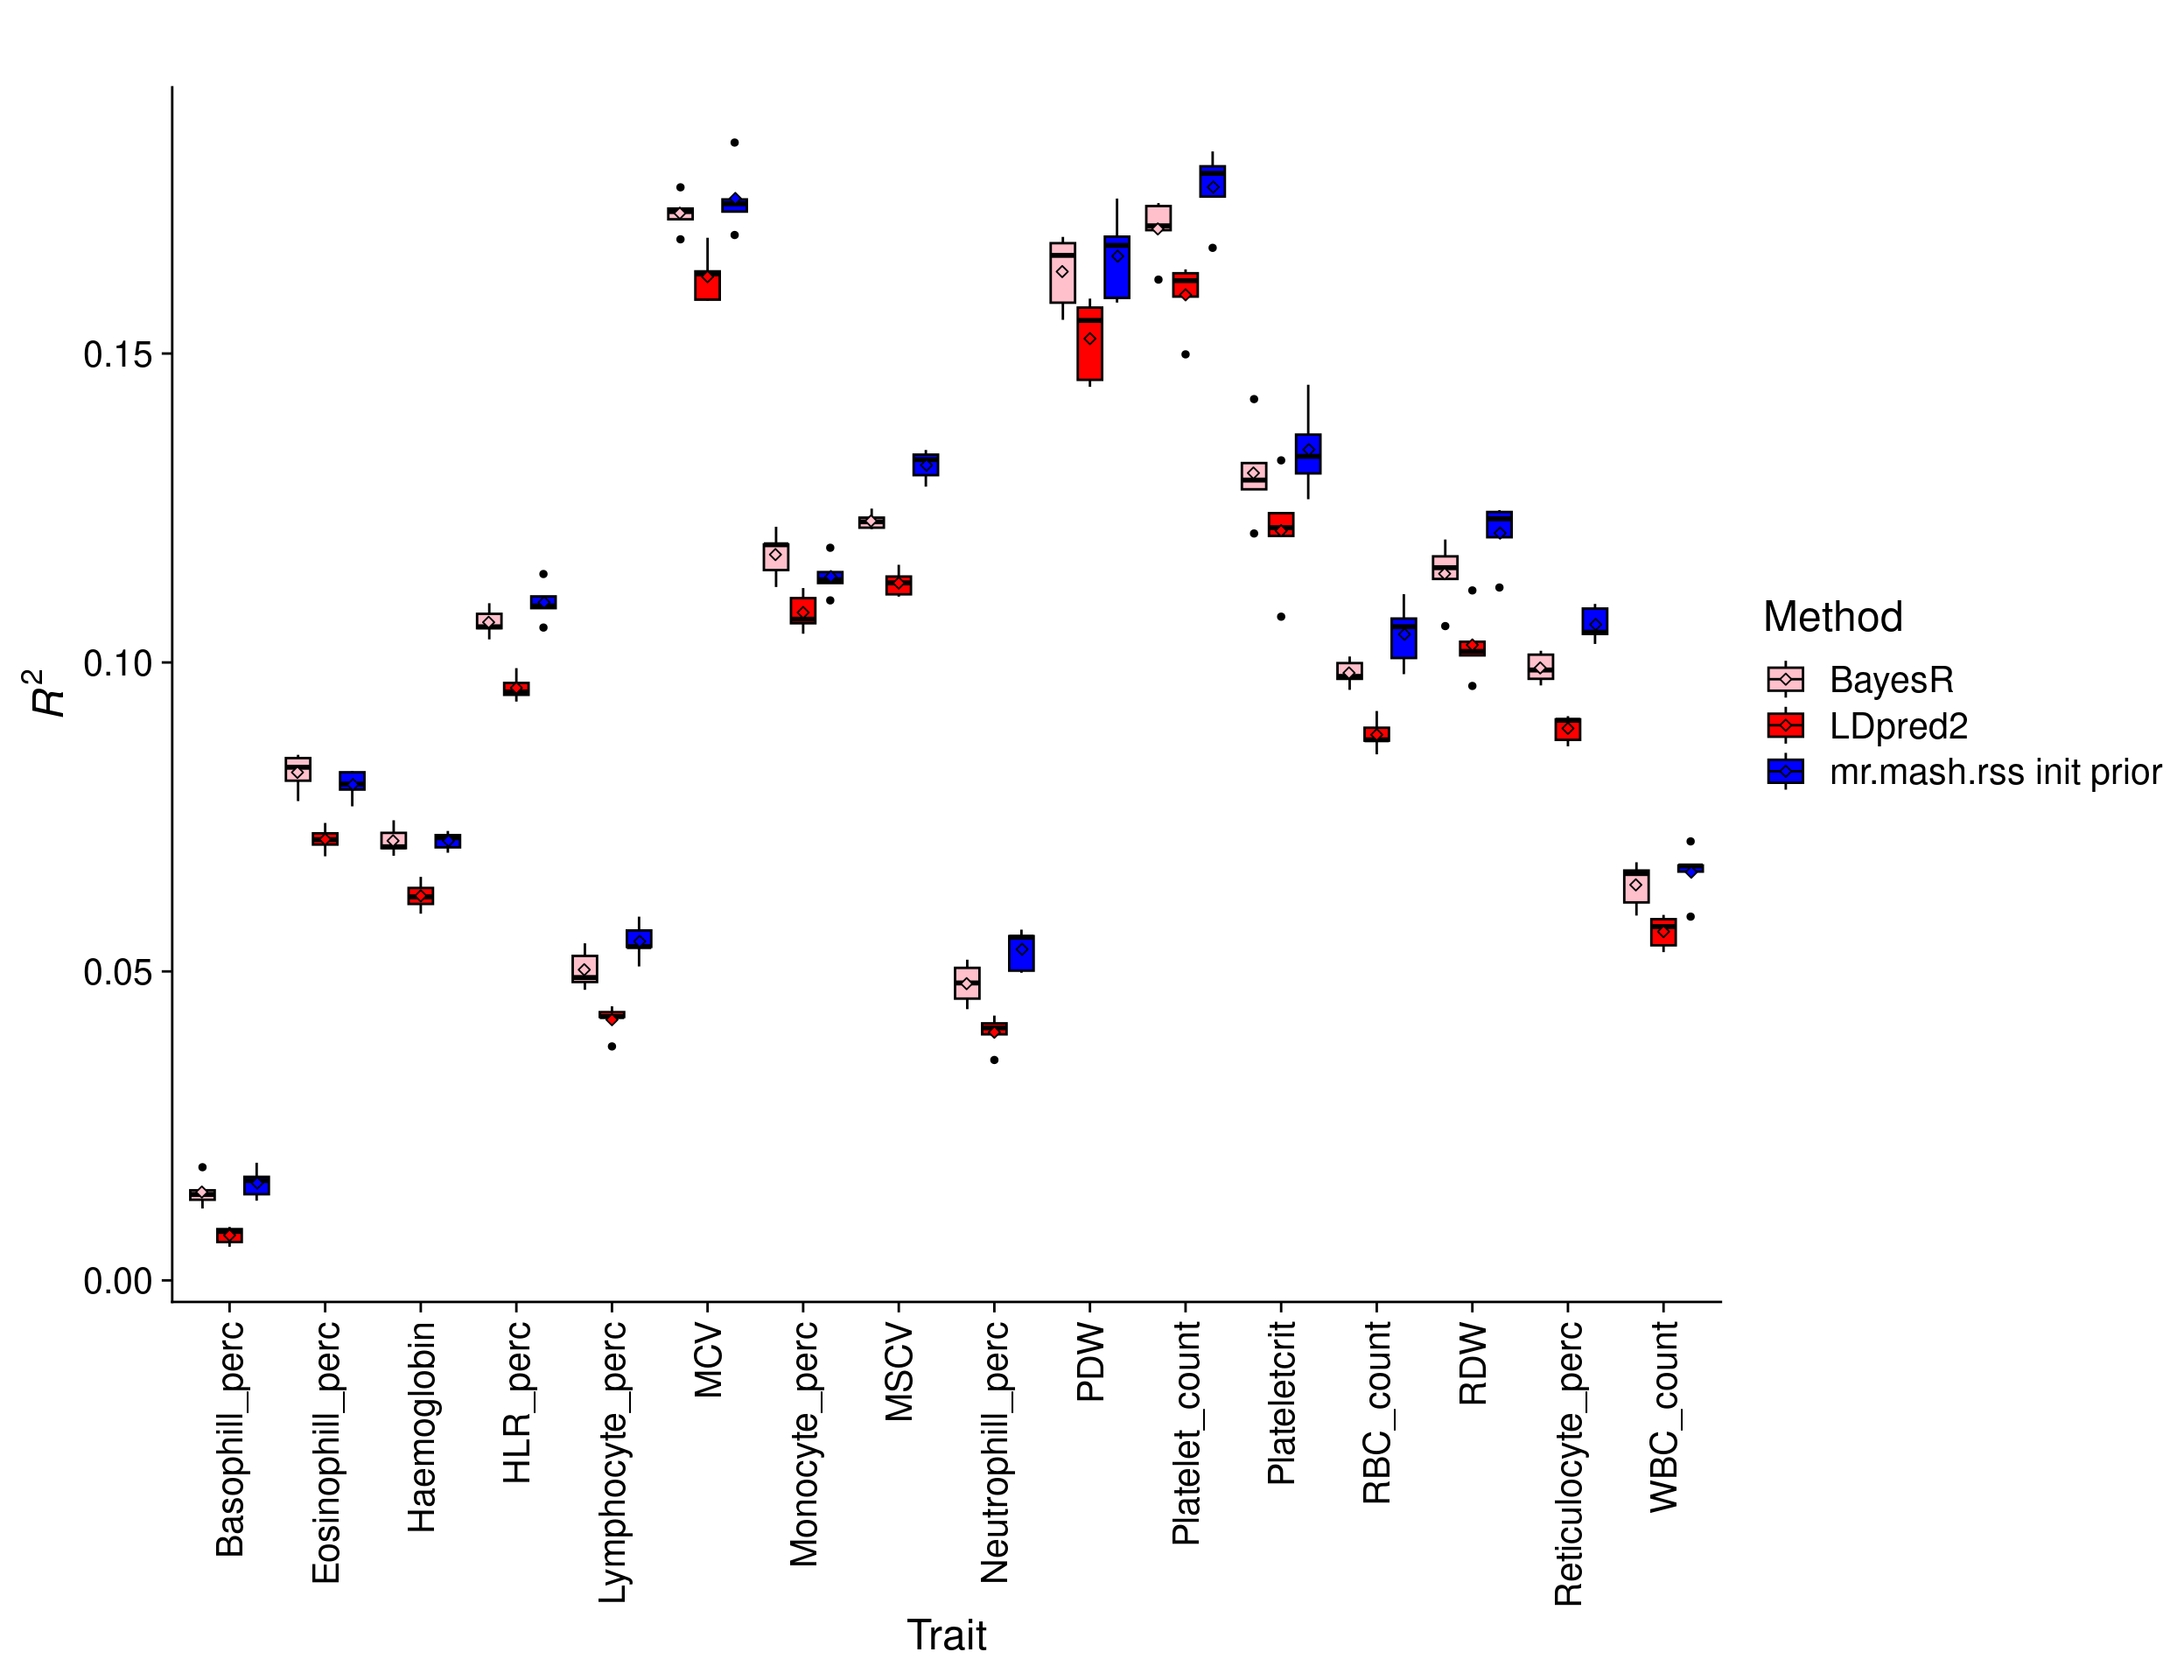 0.15
0.10
0.05
0.00
R²
Basophill_perc
Eosinophill_perc
Haemoglobin
HLR_perc
Lymphocyte_perc
MCV
Monocyte_perc
MSCV
Neutrophill_perc
PDW
Platelet_count
Plateletcrit
RBC_count
RDW
Reticulocyte_perc
WBC_count
Trait
Method
BayesR
LDpred2
mr.mash.rss init prior